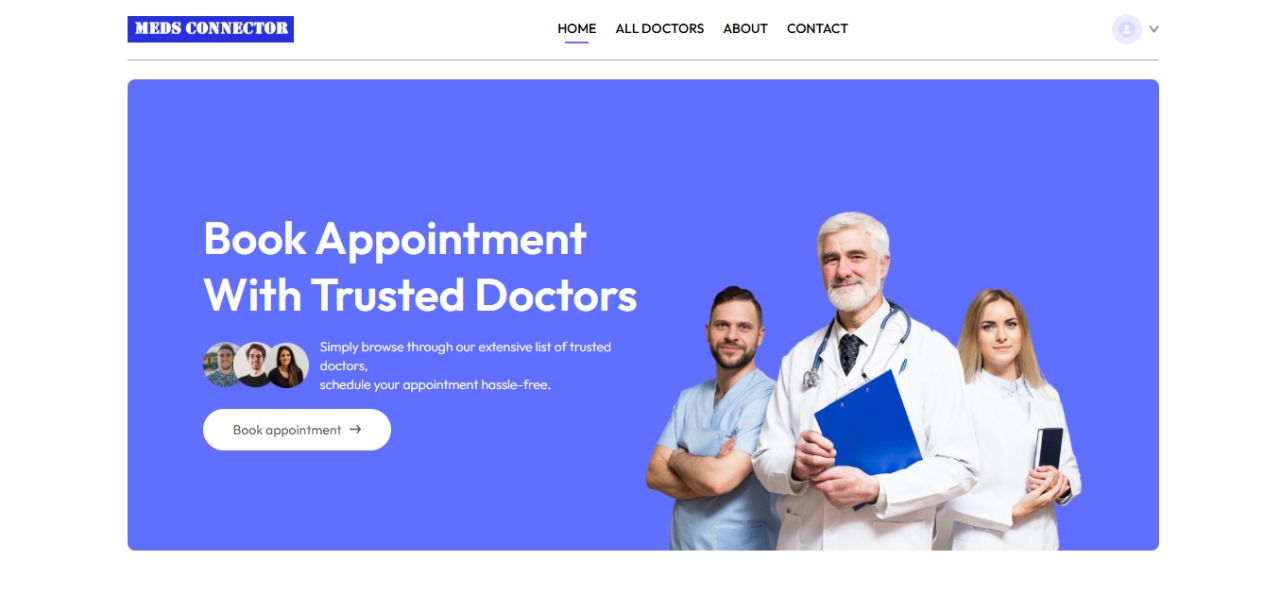 MEDS CONNECTOR
HOME ALL DOCTORS ABOUT CONTACT
Book Appointment
With Trusted Doctors
Simply browse through our extensive list of trusted
doctors,
schedule your appointment hassle-free.
Book appointment →